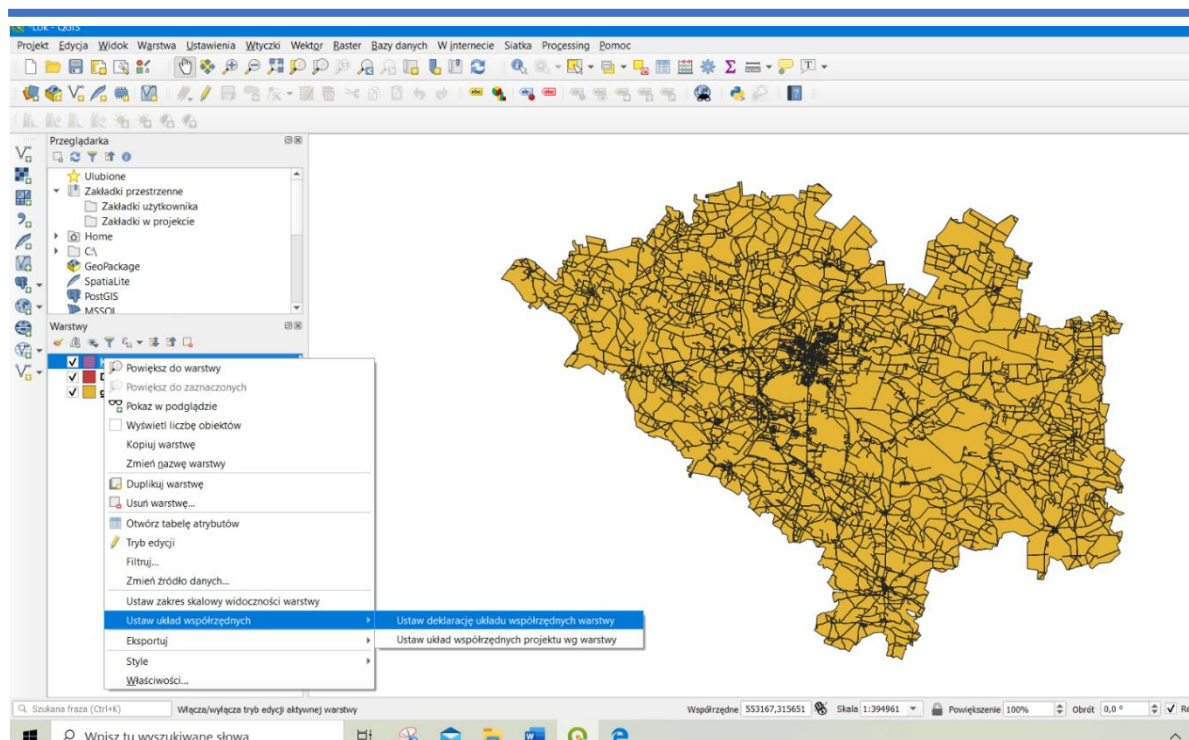 Projekt Edycja Widok Warstwa Ustawienia Wtyczki Wektor Raster Bazy danych W internecie Siatka Processing Pomoc
Przeglądarka
Ulubione
Zakładki przestrzenne
Zakładki użytkownika
Zakładki w projekcie
Home
C:\
GeoPackage
SpatiaLite
PostGIS
MSSQL
Warstwy
Powiększ do warstwy
Powiększ do zaznaczonych
Pokaż w podglądzie
Wyświetl liczbę obiektów
Kopiuj warstwę
Zmień nazwę warstwy
Duplikuj warstwę
Usuń warstwę...
Otwórz tabelę atrybutów
Tryb edycji
Filtruj...
Zmień źródło danych...
Ustaw zakres skalowy widoczności warstwy
Ustaw układ współrzędnych
Ustaw deklarację układu współrzędnych warstwy
Eksportuj
Ustaw układ współrzędnych projektu wg warstwy
Style
Właściwości...
Szukana fraza (Ctrl+K) Włącza/wyłącza tryb edycji aktywnej warstwy Współrzędne 553167,315651 Skala 1:394961 Powiększenie 100% Obrót 0,0 °
Wpisz tu wyszukiwane słowa